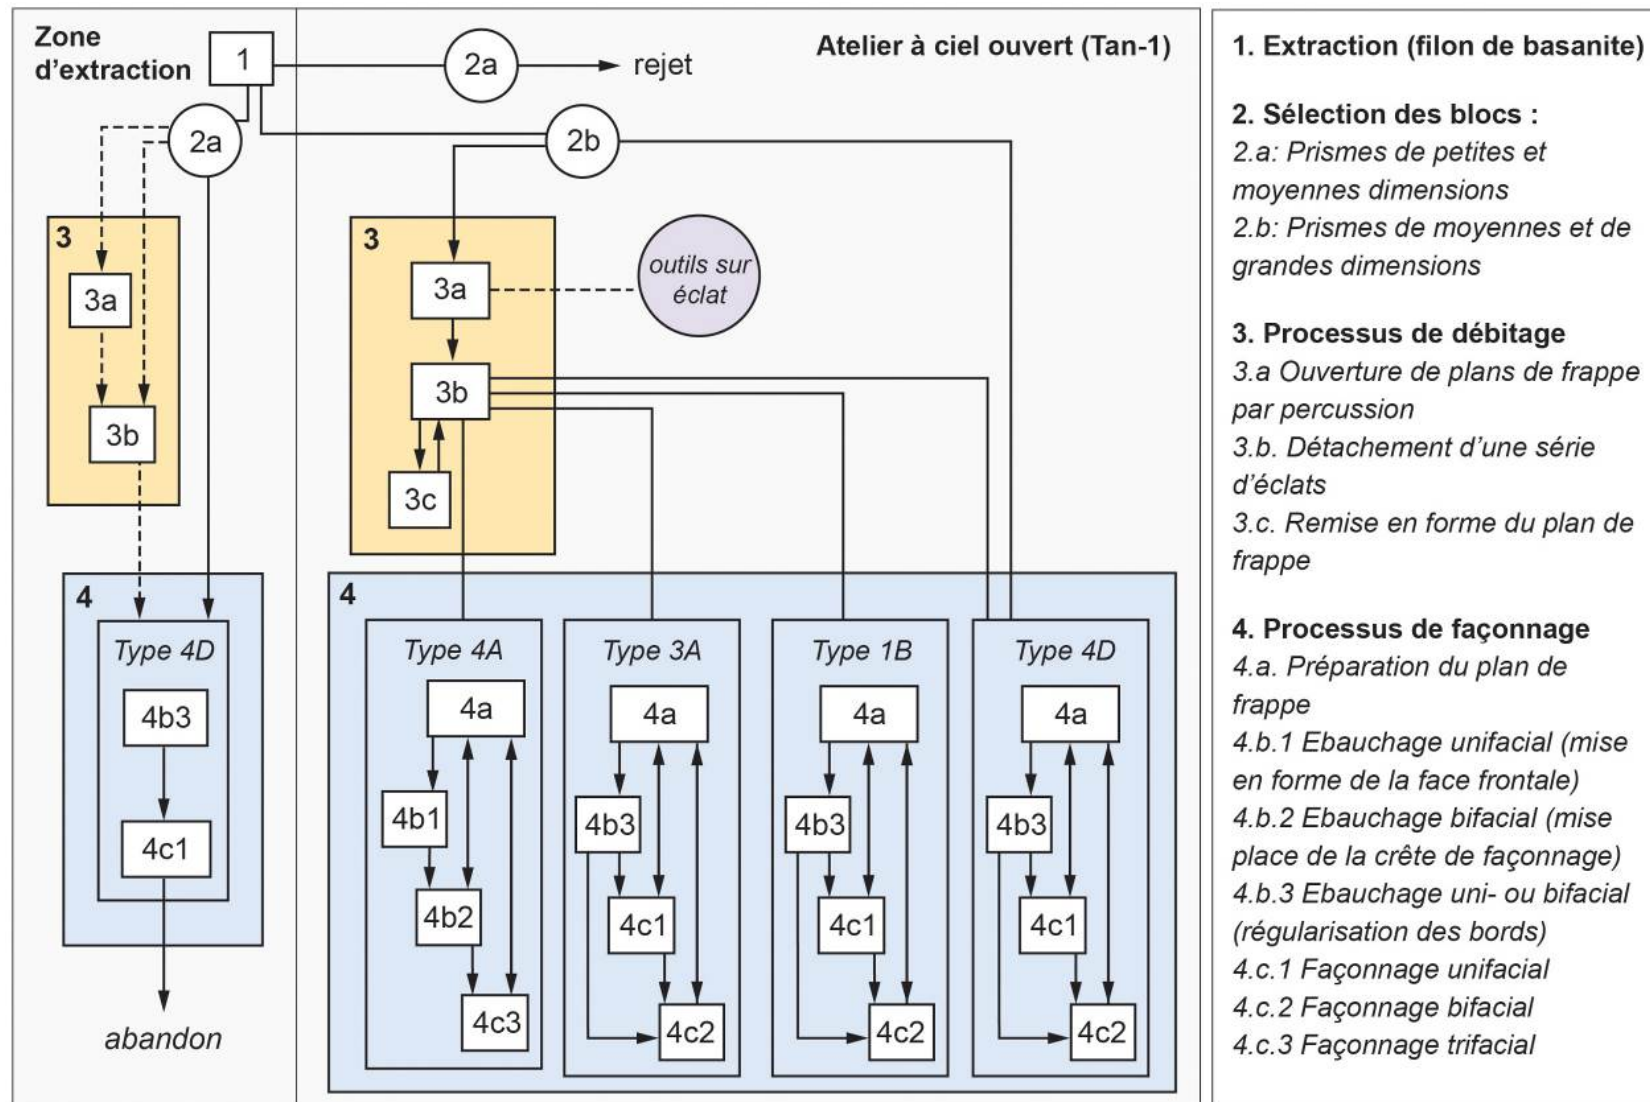 Zone
d'extraction
1
2a
rejet
Atelier à ciel ouvert (Tan-1)
2a
2b
3
3a
3b
3
3a
outils sur
éclat
3b
3c
4
Type 4D
4b3
4c1
abandon
4
Type 4A
4a
4b1
4b2
4c3
Type 3A
4a
4b3
4c1
4c2
Type 1B
4a
4b3
4c1
4c2
Type 4D
4a
4b3
4c1
4c2
1. Extraction (filon de basanite)
2. Sélection des blocs :
2.a: Prismes de petites et
moyennes dimensions
2.b: Prismes de moyennes et de
grandes dimensions
3. Processus de débitage
3.a Ouverture de plans de frappe
par percussion
3.b. Détachement d'une série
d'éclats
3.c. Remise en forme du plan de
frappe
4. Processus de façonnage
4.a. Préparation du plan de
frappe
4.b.1 Ebauchage unifacial (mise
en forme de la face frontale)
4.b.2 Ebauchage bifacial (mise
place de la crête de façonnage)
4.b.3 Ebauchage uni- ou bifacial
(régularisation des bords)
4.c.1 Façonnage unifacial
4.c.2 Façonnage bifacial
4.c.3 Façonnage trifacial